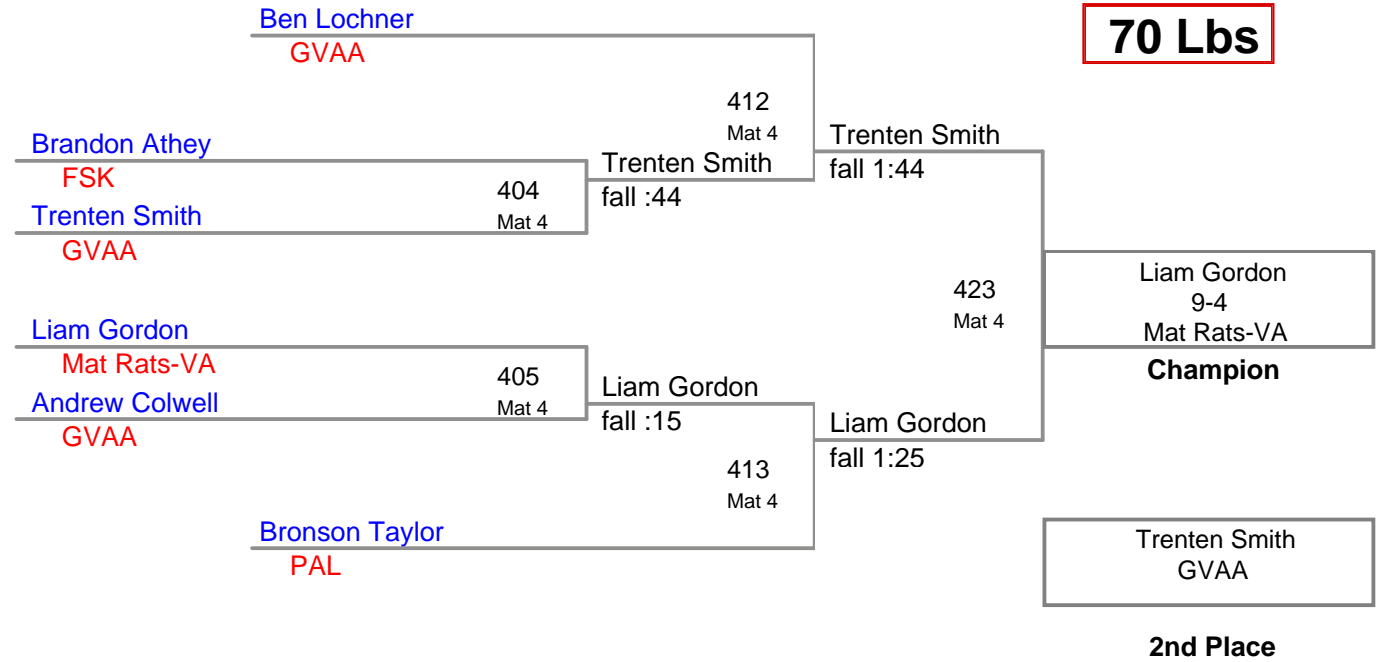 Ben Lochner
GVAA
70 Lbs
412
Mat 4
Brandon Athey
FSK
Trenten Smith
fall :44
Trenten Smith
fall 1:44
404
Mat 4
Trenten Smith
GVAA
423
Mat 4
Liam Gordon
9-4
Mat Rats-VA
Champion
Liam Gordon
Mat Rats-VA
405
Mat 4
Andrew Colwell
GVAA
Liam Gordon
fall :15
Liam Gordon
fall 1:25
413
Mat 4
Bronson Taylor
PAL
Trenten Smith
GVAA
2nd Place